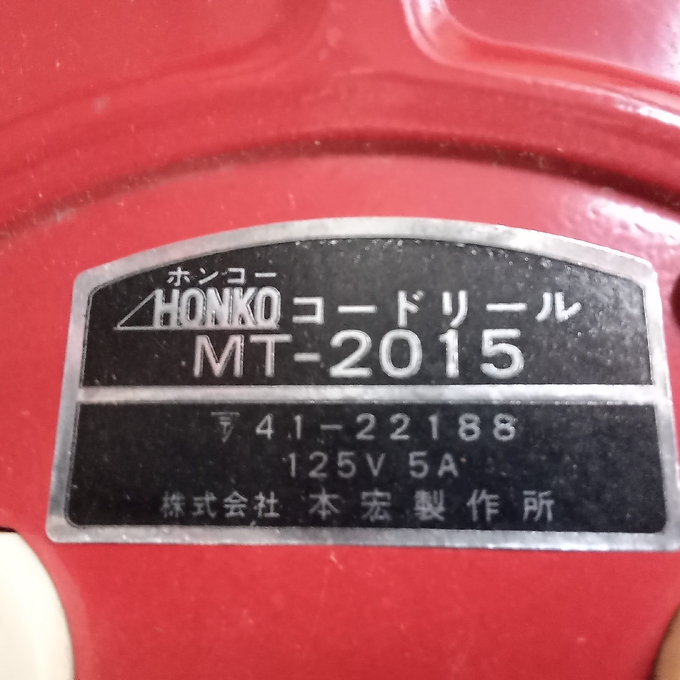 ホンコー
HONKO コードリール
MT-2015
〒 41-22188
125V 5A
株式会社 本宏製作所